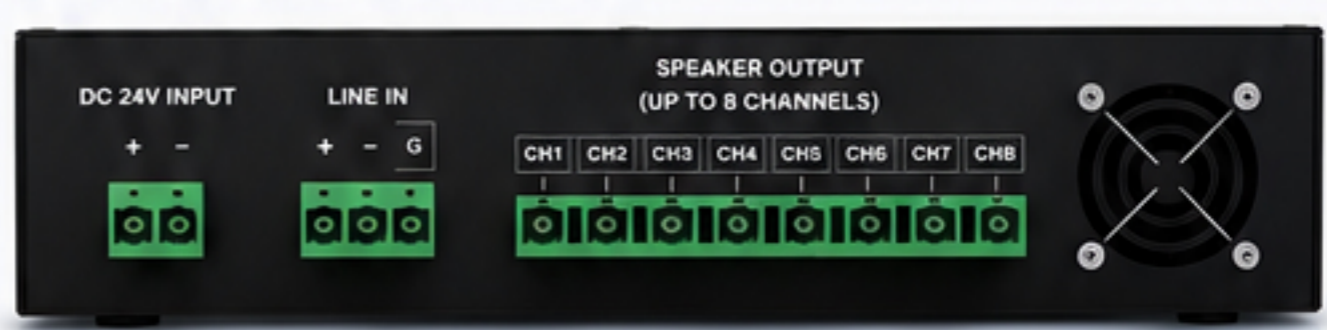 DC 24V INPUT
+ -
LINE IN
+ - G
SPEAKER OUTPUT
(UP TO 8 CHANNELS)
CH1 CH2 CH3 CH4 CH5 CH6 CH7 CH8